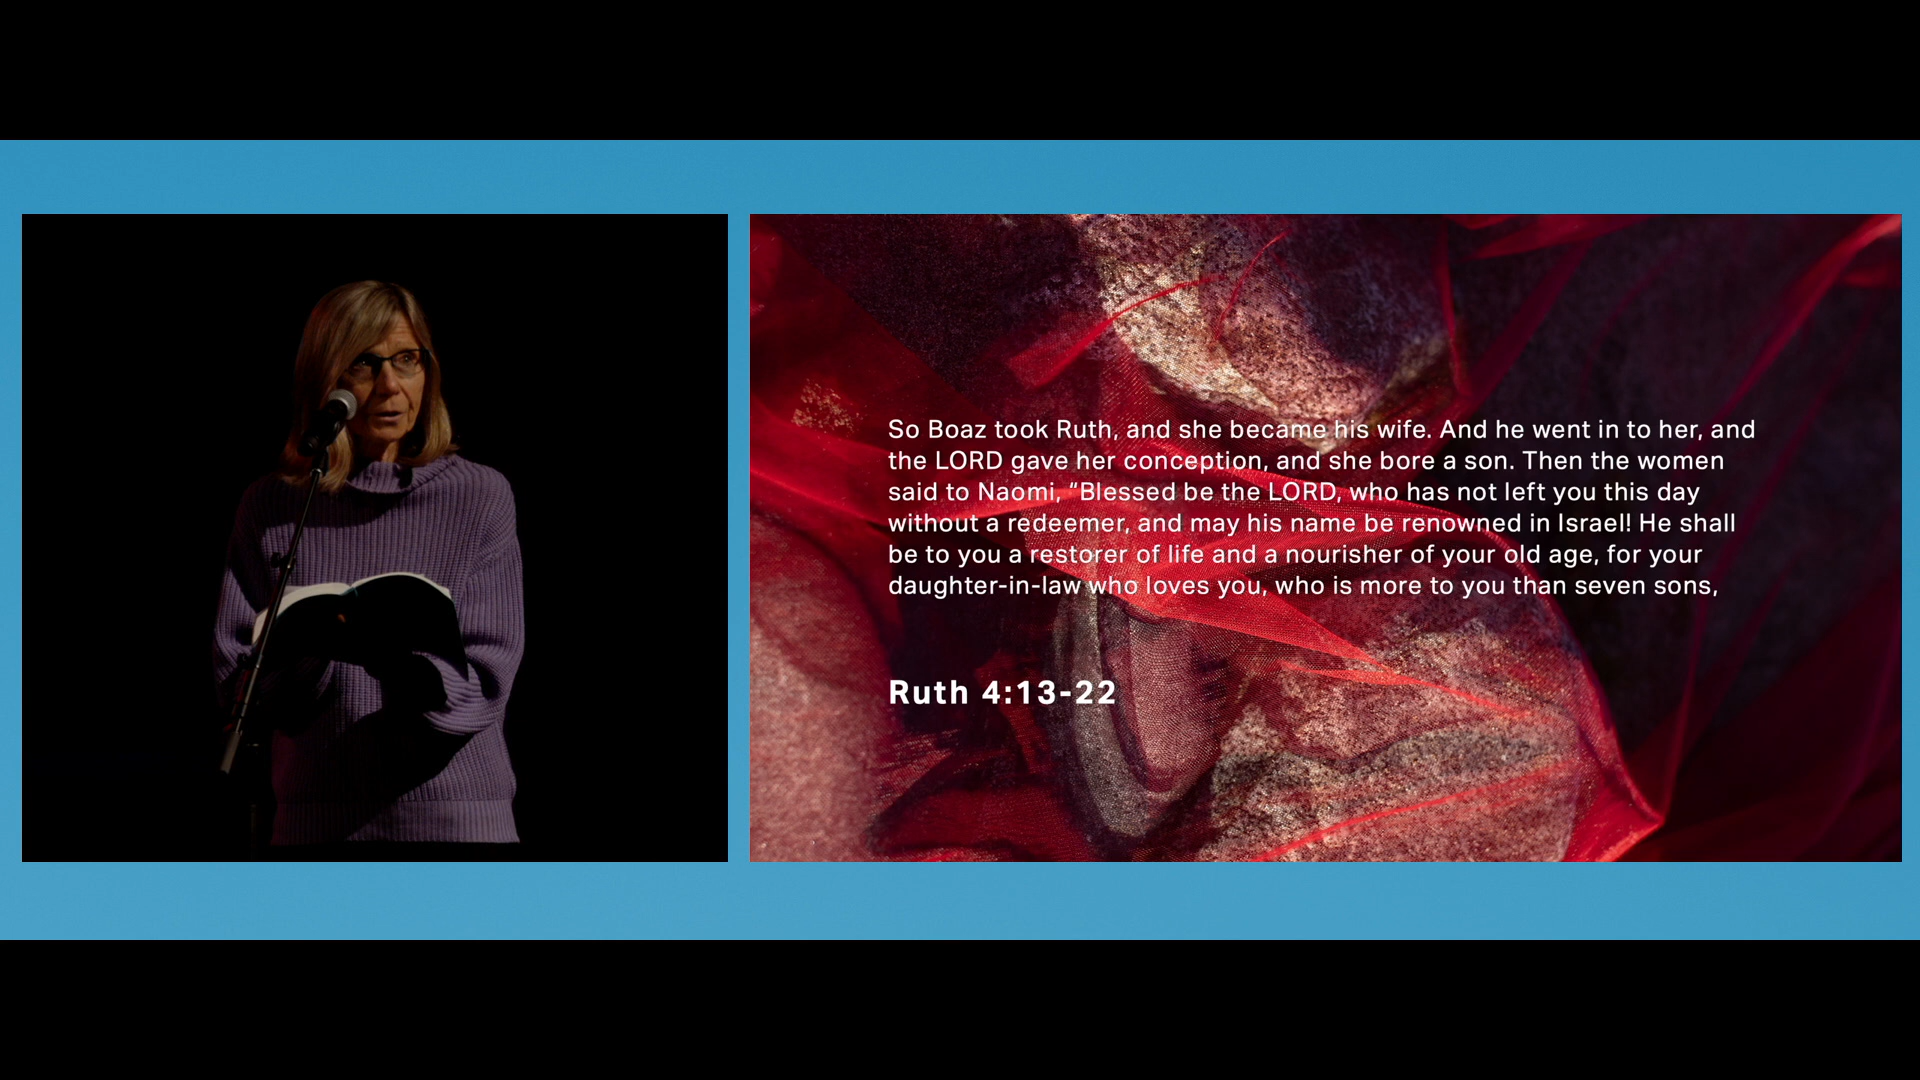 So Boaz took Ruth, and she became his wife. And he went in to her, and
the LORD gave her conception, and she bore a son. Then the women
said to Naomi, “Blessed be the LORD, who has not left you this day
without a redeemer, and may his name be renowned in Israel! He shall
be to you a restorer of life and a nourisher of your old age, for your
daughter-in-law who loves you, who is more to you than seven sons,
Ruth 4:13-22